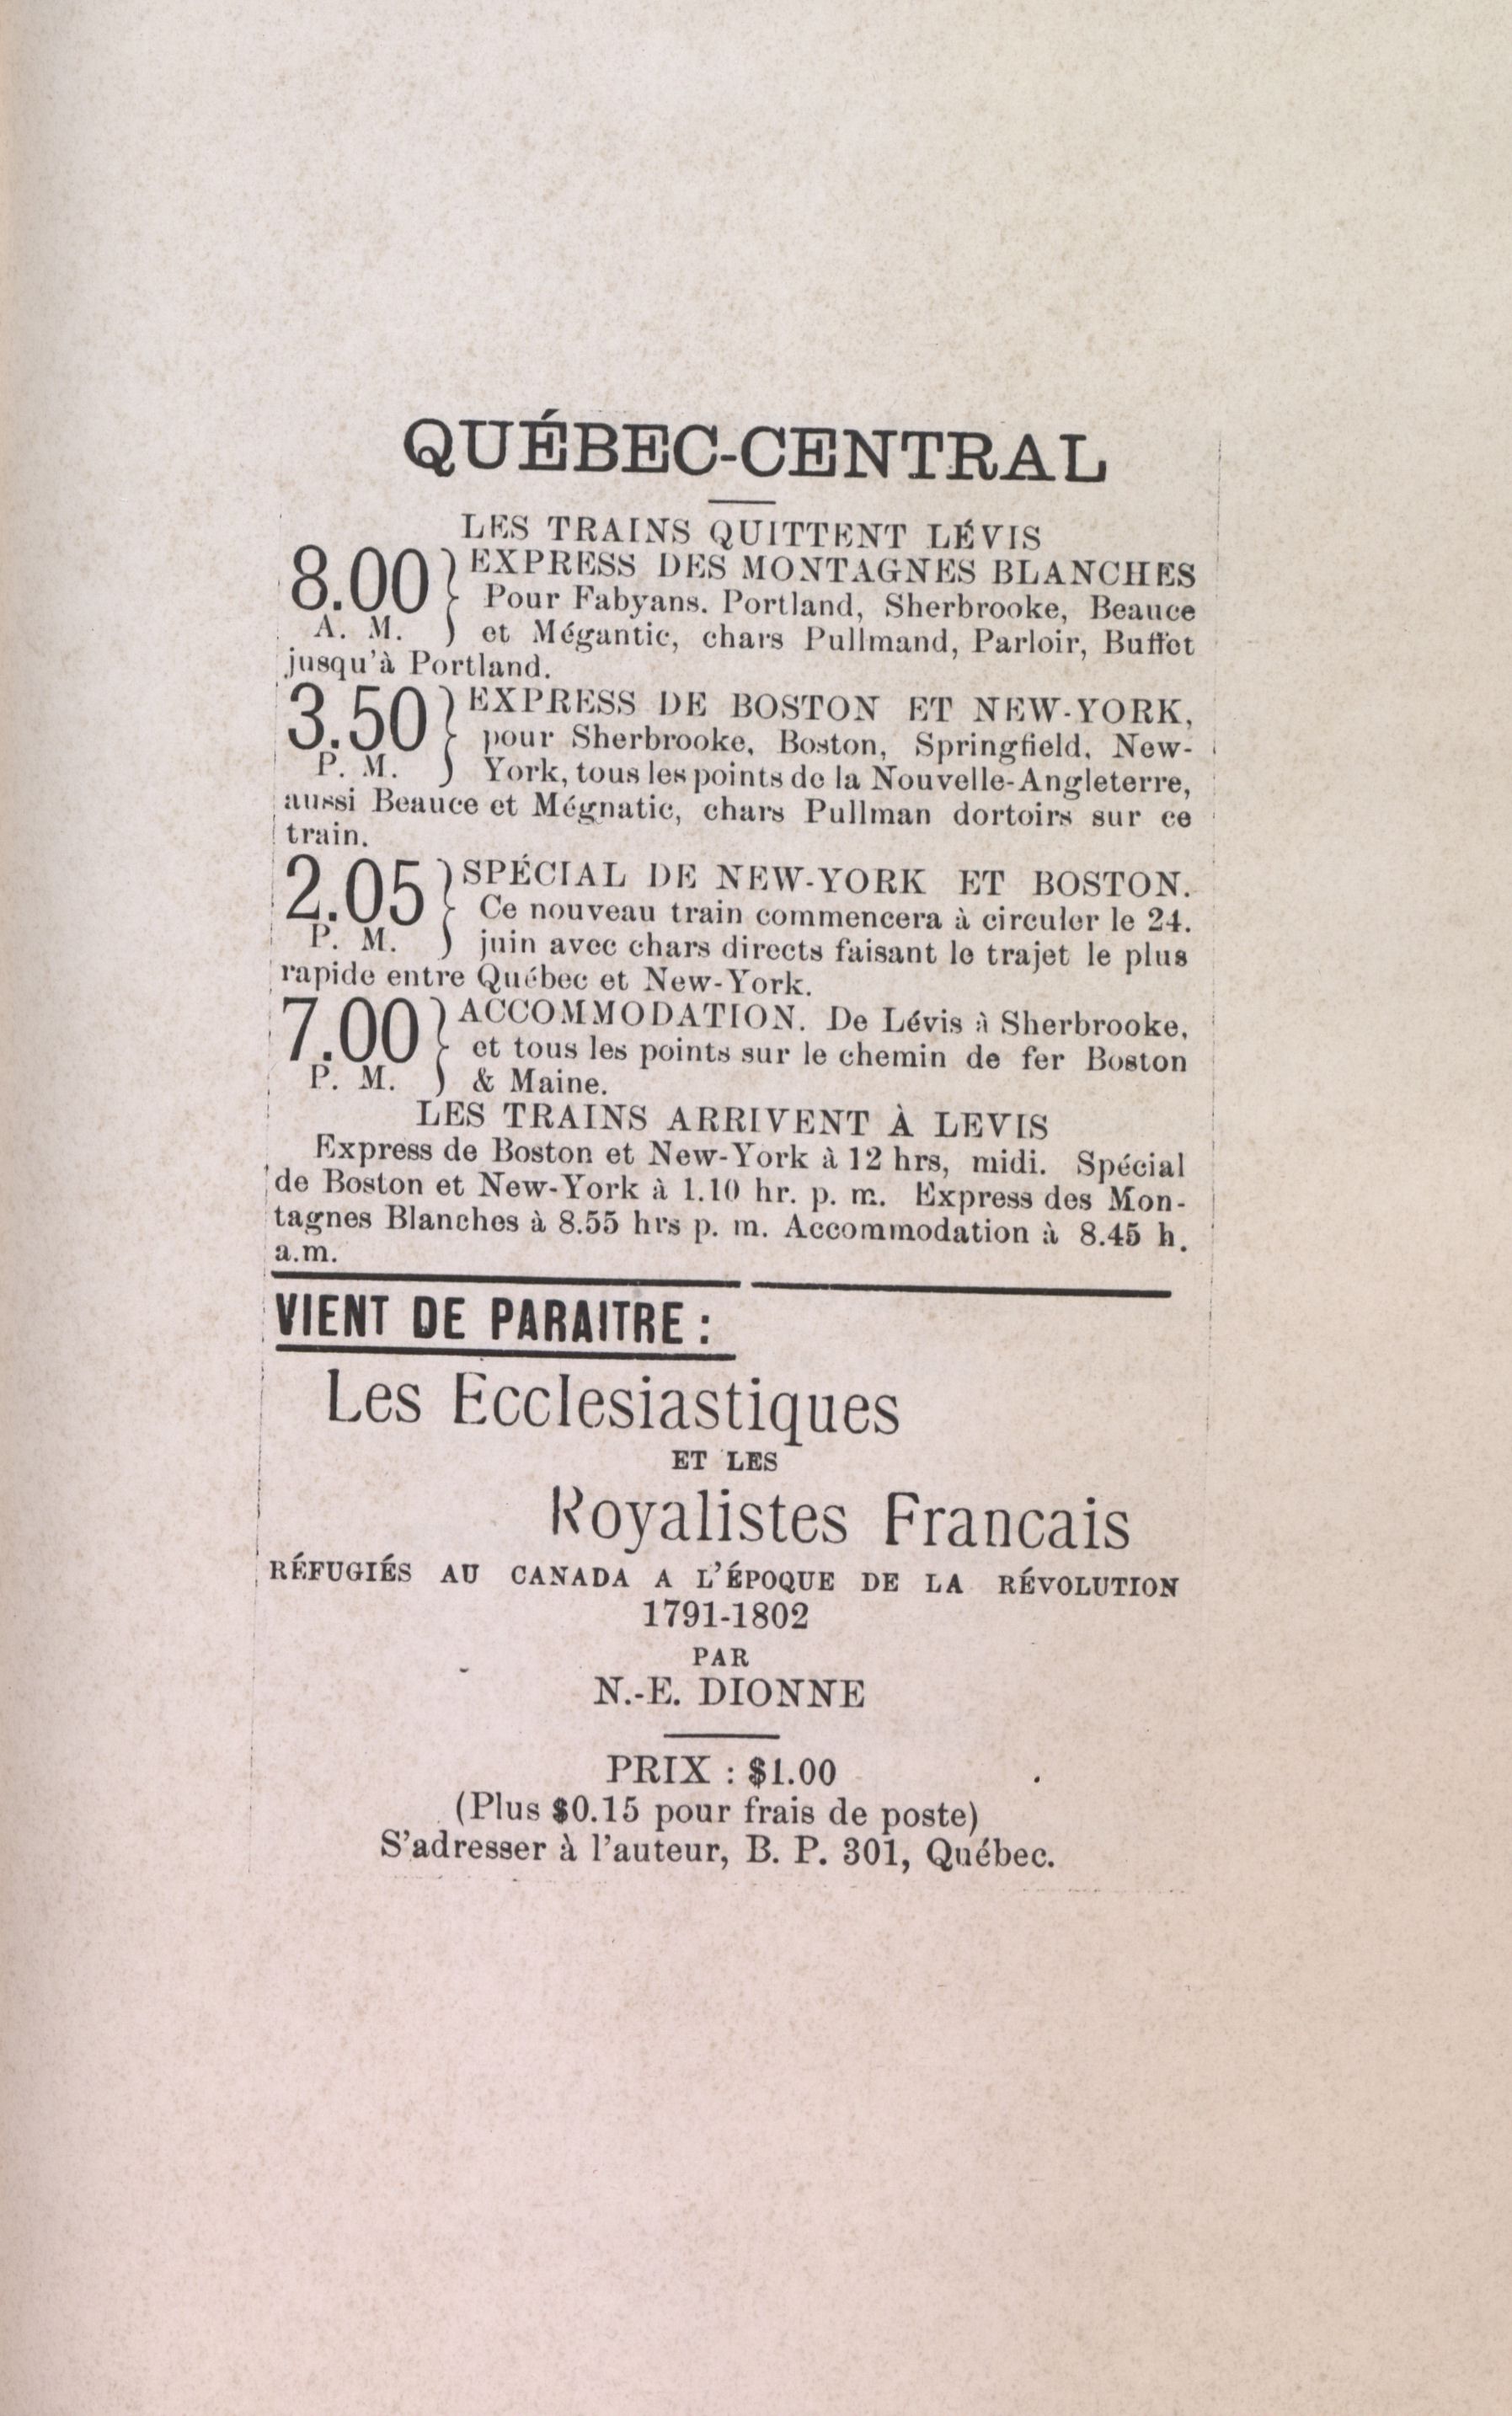 QUÉBEC-CENTRAL
LES TRAINS QUITTENT LÉVIS
8.00 A. M. } EXPRESS DES MONTAGNES BLANCHES
Pour Fabyans. Portland, Sherbrooke, Beauce
et Mégantic, chars Pullmand, Parloir, Buffet
jusqu'à Portland.
3.50 P. M. } EXPRESS DE BOSTON ET NEW-YORK,
pour Sherbrooke, Boston, Springfield, New-
York, tous les points de la Nouvelle-Angleterre,
aussi Beauce et Mégnatic, chars Pullman dortoirs sur ce
train.
2.05 P. M. } SPÉCIAL DE NEW-YORK ET BOSTON.
Ce nouveau train commencera à circuler le 24.
juin avec chars directs faisant le trajet le plus
rapide entre Québec et New-York.
7.00 P. M. } ACCOMMODATION. De Lévis à Sherbrooke,
et tous les points sur le chemin de fer Boston
& Maine.
LES TRAINS ARRIVENT À LEVIS
Express de Boston et New-York à 12 hrs, midi. Spécial
de Boston et New-York à 1.10 hr. p. m. Express des Mon-
tagnes Blanches à 8.55 hrs p. m. Accommodation à 8.45 h.
a.m.
VIENT DE PARAITRE :
Les Ecclesiastiques
ET LES
Royalistes Francais
RÉFUGIÉS AU CANADA A L'ÉPOQUE DE LA RÉVOLUTION
1791-1802
PAR
N.-E. DIONNE
PRIX : $1.00
(Plus $0.15 pour frais de poste)
S'adresser à l'auteur, B. P. 301, Québec.